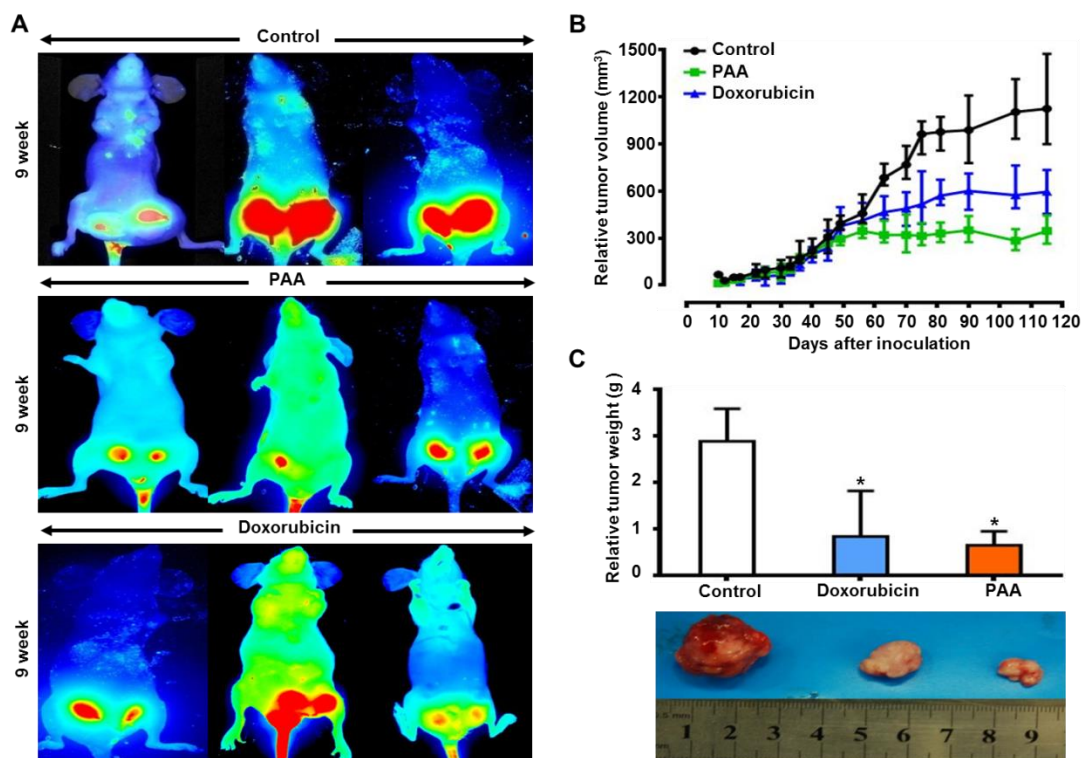 A
Control
9 week
PAA
9 week
Doxorubicin
9 week
B
Relative tumor volume (mm3)
1500
1200
900
600
300
0
Control
PAA
Doxorubicin
0 10 20 30 40 50 60 70 80 90 100 110 120
Days after inoculation
C
Relative tumor weight (g)
4
3
2
1
0
*
*
Control Doxorubicin PAA
0.5 mm
1 2 3 4 5 6 7 8 9